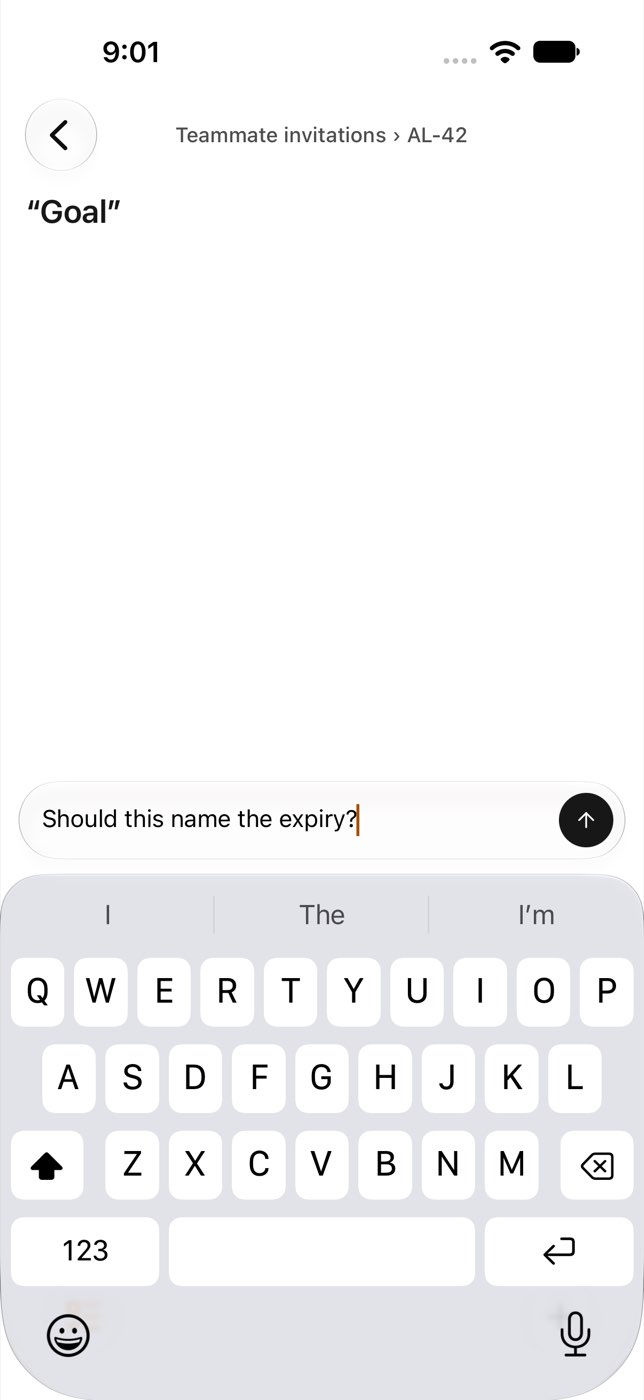 9:01
Teammate invitations › AL-42
“Goal”
Should this name the expiry?
I The I’m
Q W E R T Y U I O P
A S D F G H J K L
Z X C V B N M
123